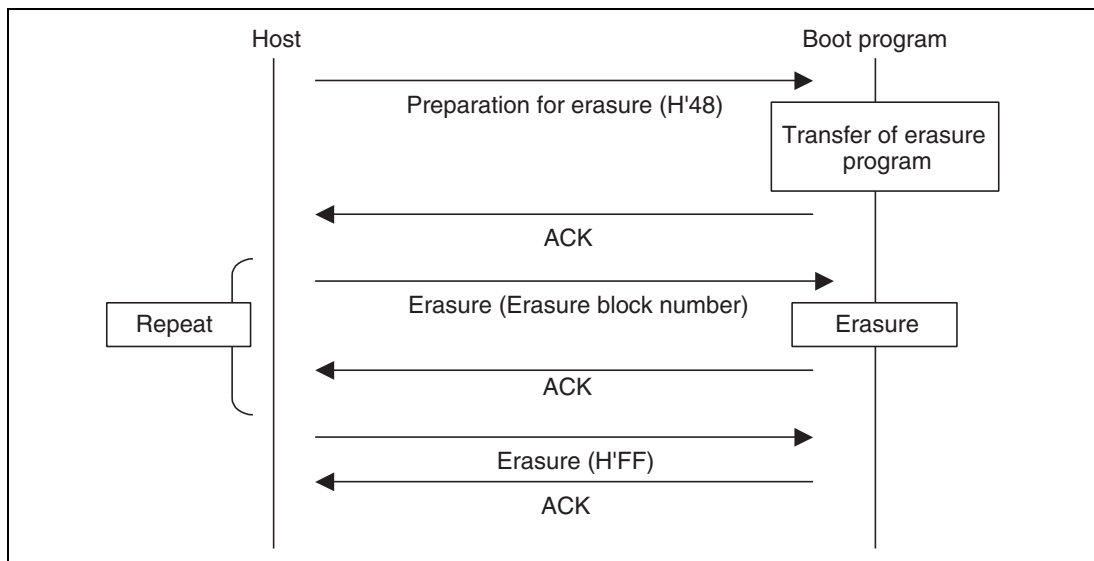 Host
Boot program
Preparation for erasure (H'48)
Transfer of erasure
program
ACK
Erasure (Erasure block number)
Repeat
Erasure
ACK
Erasure (H'FF)
ACK